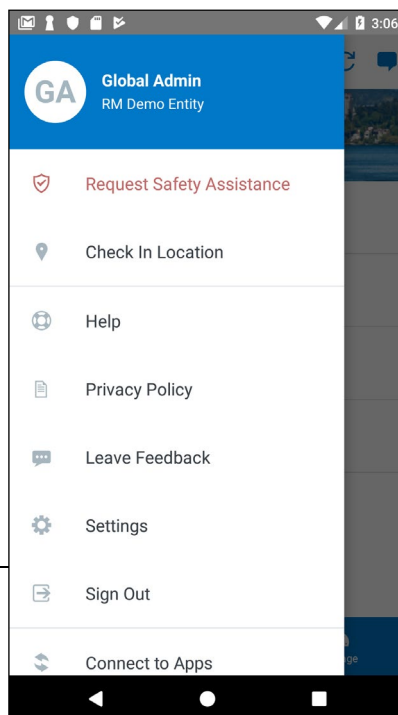 3:06
GA
Global Admin
RM Demo Entity
Request Safety Assistance
Check In Location
Help
Privacy Policy
Leave Feedback
Settings
Sign Out
Connect to Apps